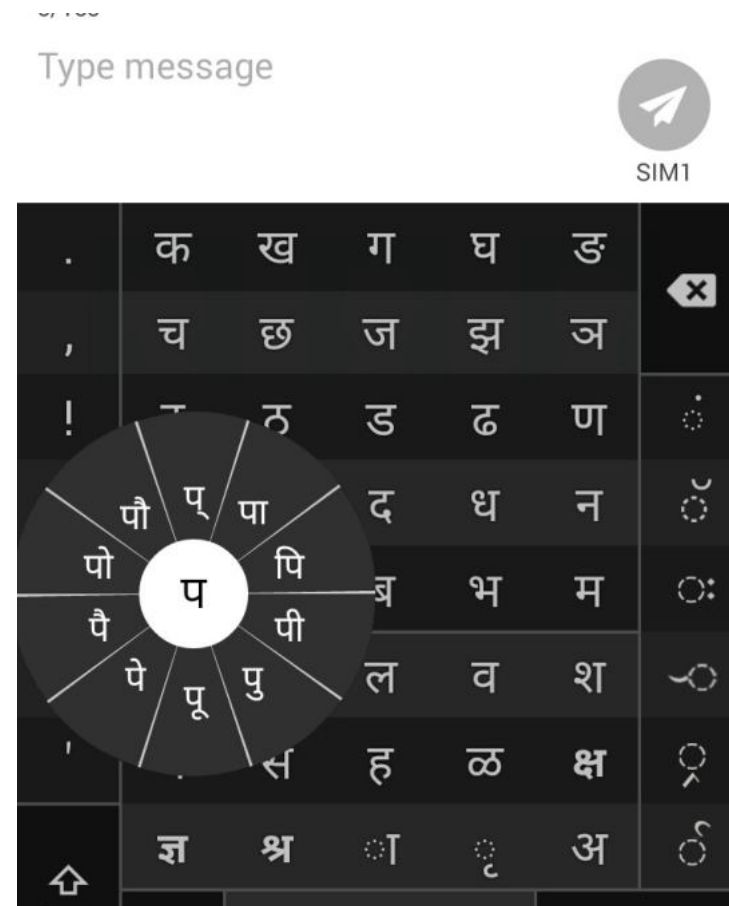 Type message
SIM1
. क ख ग घ ङ
, च छ ज झ ञ
! ठ ड ढ ण ं
द ध न ॅ
ब भ म ः
ल व श
' स ह ळ क्ष ्र
ज्ञ श्र ा ृ अ र्
पौ प् पा
पो प पि
पै पी
पे पू पु